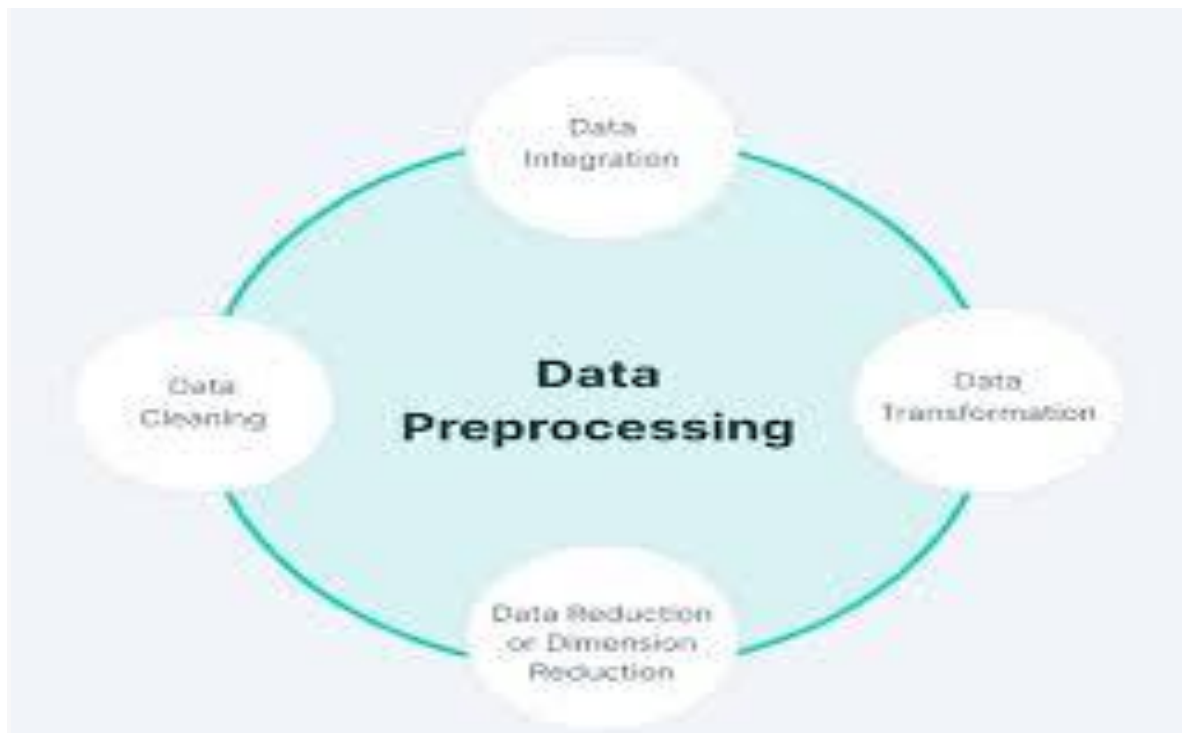 Data
Integration
Data
Cleaning
Data
Preprocessing
Data
Transformation
Data Reduction
or Dimension
Reduction